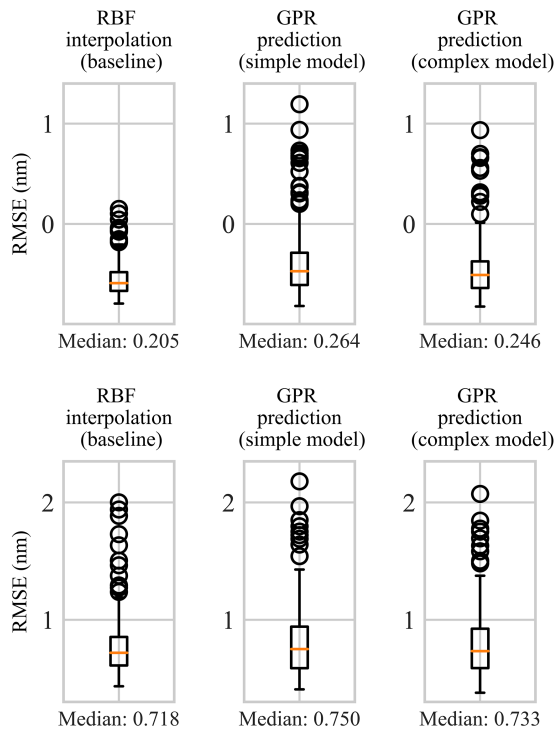 RBF
interpolation
(baseline)
GPR
prediction
(simple model)
GPR
prediction
(complex model)
RMSE (nm)
1
0
1
0
1
0
Median: 0.205
Median: 0.264
Median: 0.246
RBF
interpolation
(baseline)
GPR
prediction
(simple model)
GPR
prediction
(complex model)
RMSE (nm)
2
1
2
1
2
1
Median: 0.718
Median: 0.750
Median: 0.733